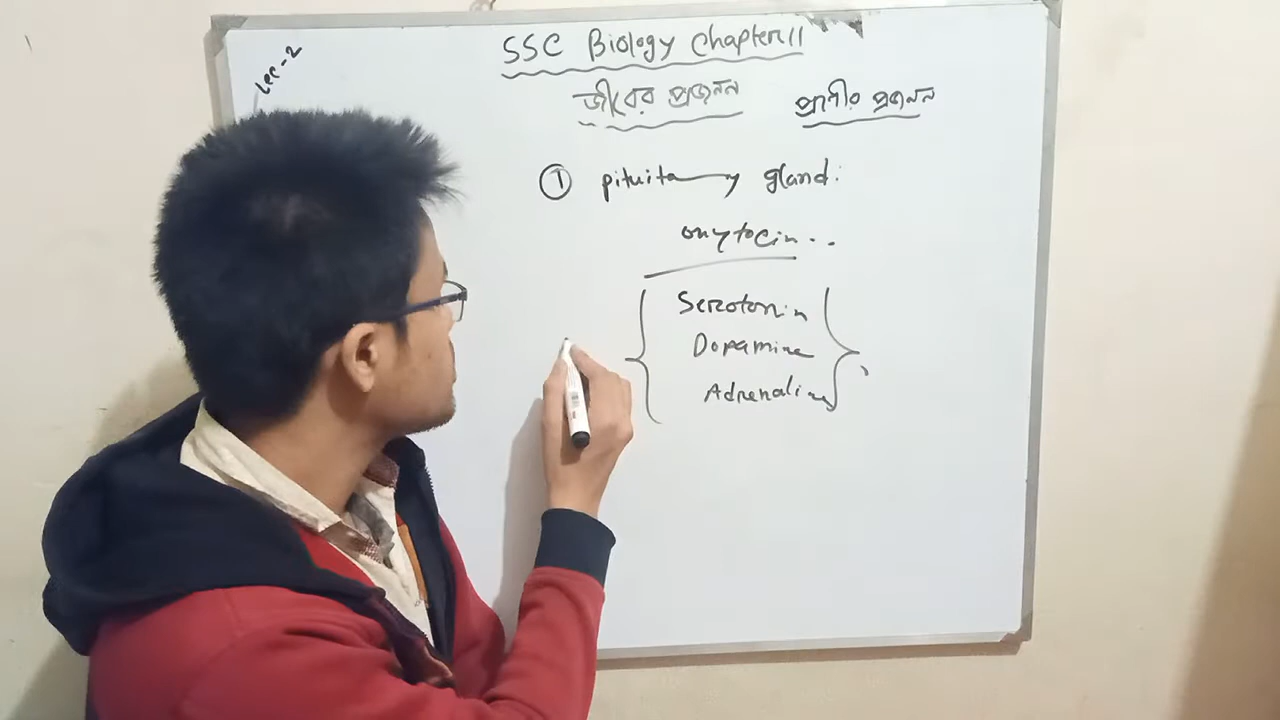 Lec-2
SSC Biology Chapter 11
জীবের প্রজনন প্রাণীর প্রজনন
① pituitary gland:
oxytocin..
Serotonin
Dopamine
Adrenaline